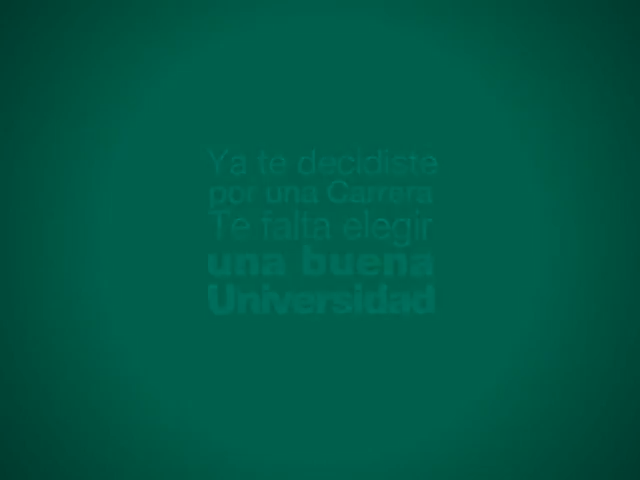 Ya te decidiste
por una Carrera
Te falta elegir
una buena
Universidad